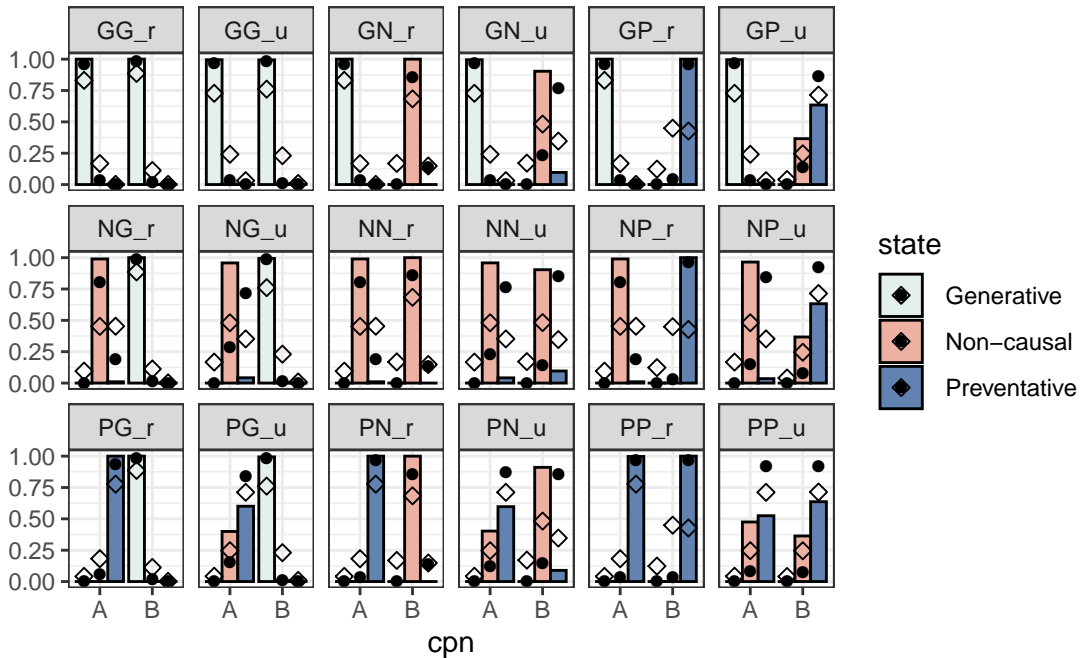 GG_r GG_u GN_r GN_u GP_r GP_u
1.00
0.75
0.50
0.25
0.00
NG_r NG_u NN_r NN_u NP_r NP_u
1.00
0.75
0.50
0.25
0.00
PG_r PG_u PN_r PN_u PP_r PP_u
1.00
0.75
0.50
0.25
0.00
A B A B A B A B A B A B
cpn
state
Generative
Non−causal
Preventative